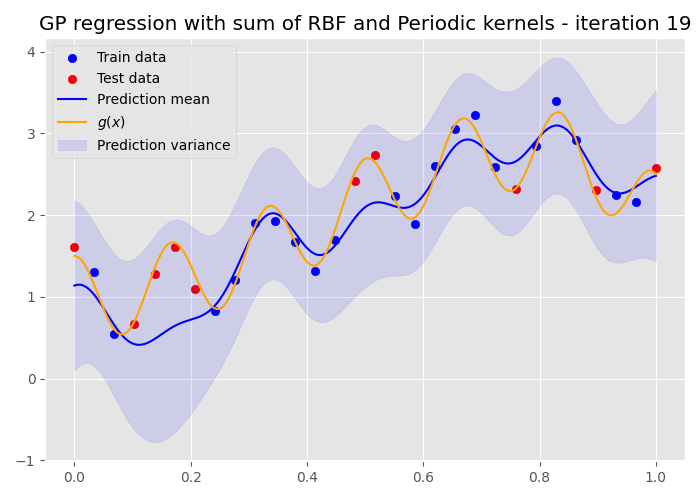 GP regression with sum of RBF and Periodic kernels - iteration 19
Train data
Test data
Prediction mean
g(x)
Prediction variance
4
3
2
1
0
−1
0.0 0.2 0.4 0.6 0.8 1.0